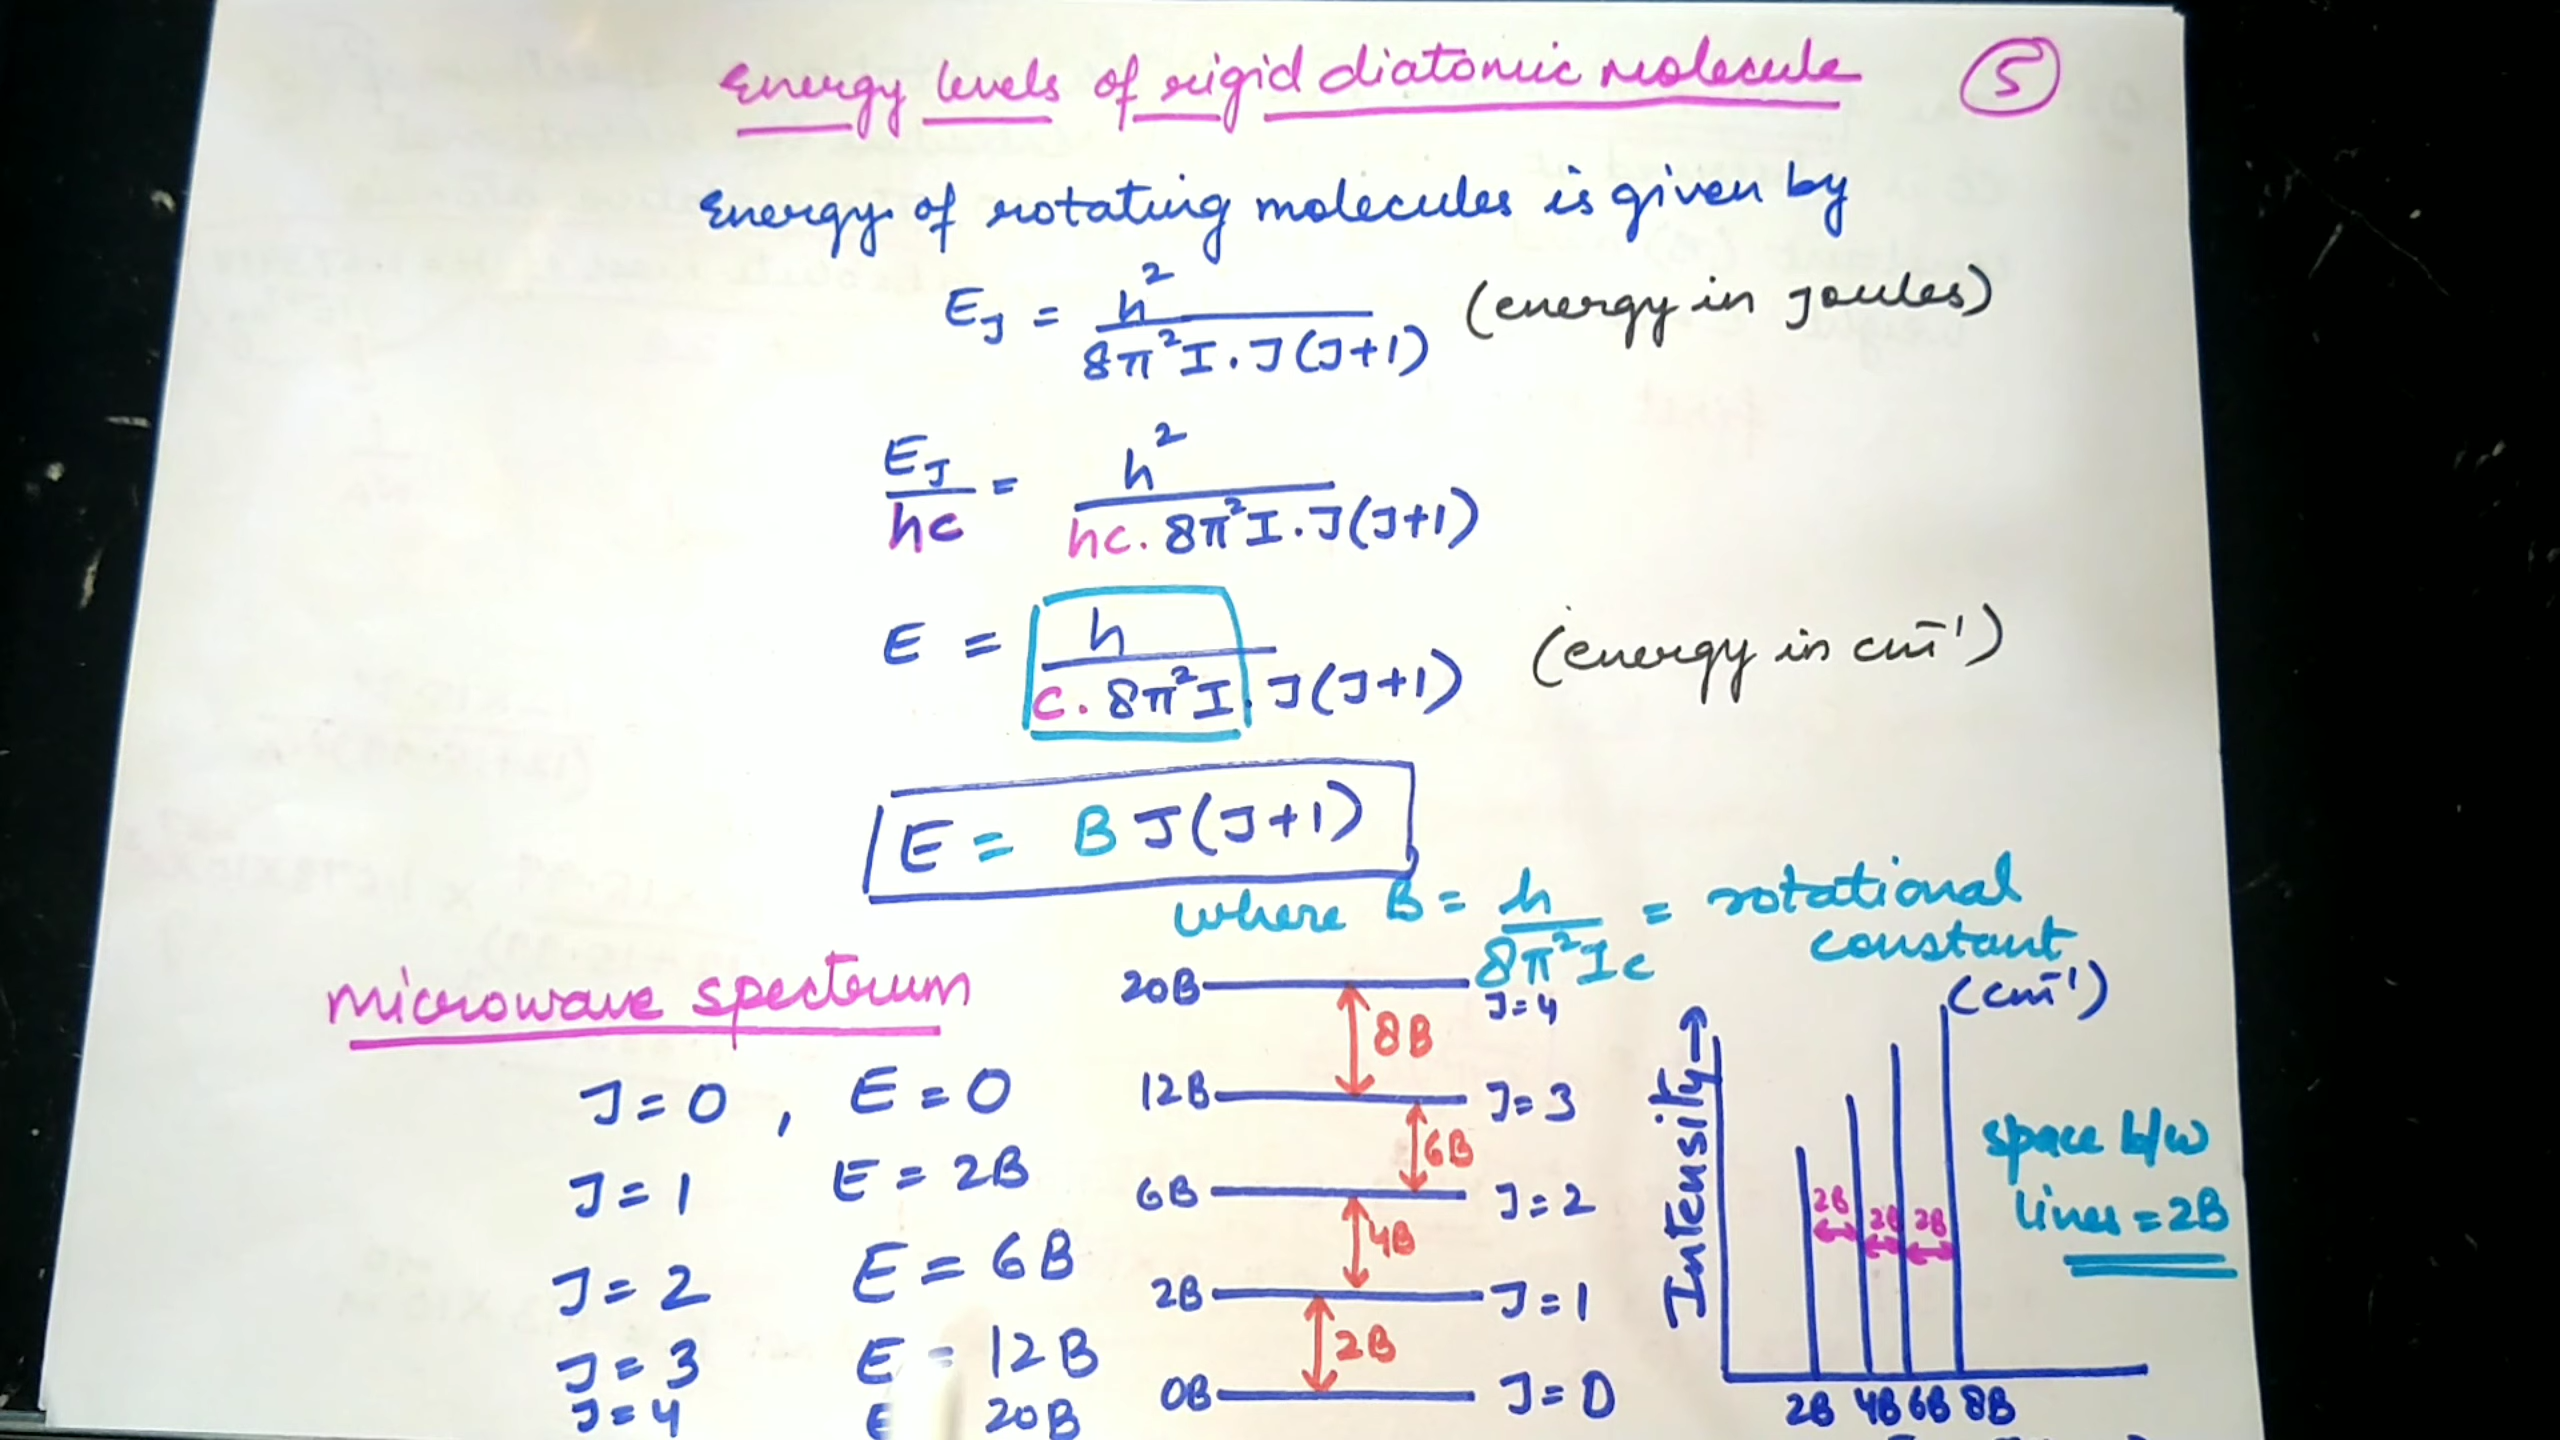 Energy levels of rigid diatomic molecule 5
Energy of rotating molecules is given by
E_J = h² / 8π²I . J(J+1) (energy in Joules)
E_J / hc = h² / hc. 8π²I . J(J+1)
E = h / c. 8π²I . J(J+1) (energy in cm⁻¹)
E = B J(J+1)
where B = h / 8π²Ic = rotational constant (cm⁻¹)
Microwave spectrum
J=0 , E=0
J=1 E=2B
J=2 E=6B
J=3 E=12B
J=4 E 20B
20B J=4
8B
12B J=3
6B
6B J=2
4B
2B J=1
2B
0B J=0
Intensity→
2B 2B 2B
2B 4B 6B 8B
space b/w
lines = 2B